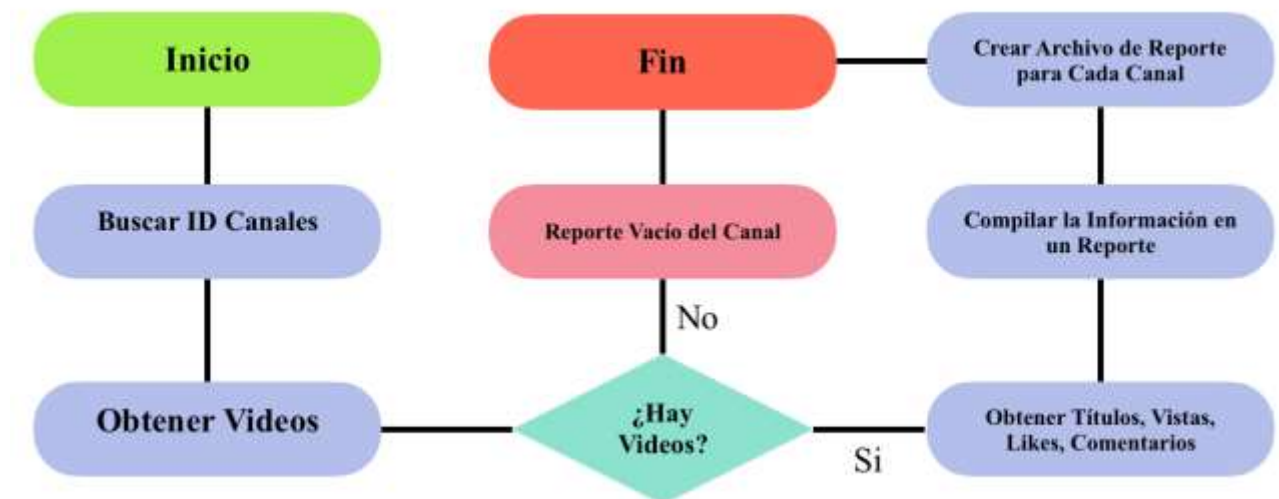 Inicio
Buscar ID Canales
Obtener Videos
¿Hay
Videos?
No
Reporte Vacío del Canal
Fin
Si
Obtener Títulos, Vistas,
Likes, Comentarios
Compilar la Información en
un Reporte
Crear Archivo de Reporte
para Cada Canal